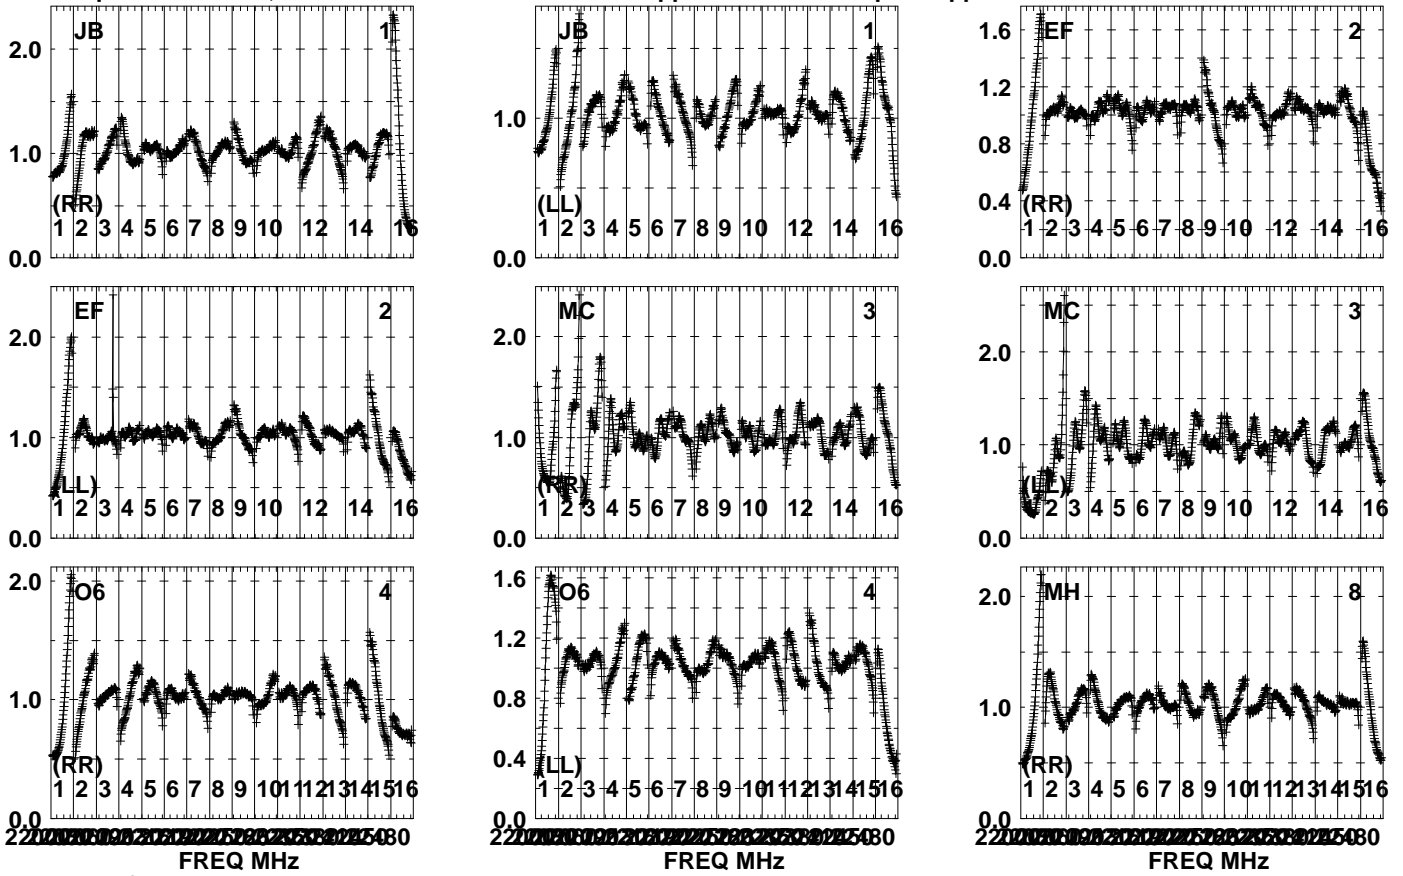 JB 1
2.0
1.0
0.0
(RR)
1 2 3 4 5 6 7 8 9 10 12 14 16
JB 1
1.0
0.0
(LL)
1 2 3 4 5 6 7 8 9 10 12 14 16
EF 2
1.6
1.2
0.8
0.4
0.0
(RR)
1 2 3 4 5 6 7 8 9 10 12 14 16
EF 2
2.0
1.0
0.0
(LL)
1 2 3 4 5 6 7 8 9 10 12 14 16
MC 3
2.0
1.0
0.0
(RR)
1 2 3 4 5 6 7 8 9 10 12 14 16
MC 3
2.0
1.0
0.0
(LL)
2 3 4 5 6 7 8 9 10 12 14 16
O6 4
2.0
1.0
0.0
(RR)
1 2 3 4 5 6 7 8 9 10 11 12 13 14 15 16
FREQ MHz
O6 4
1.6
1.2
0.8
0.4
0.0
(LL)
1 2 3 4 5 6 7 8 9 10 11 12 13 14 15 16
FREQ MHz
MH 8
2.0
1.0
0.0
(RR)
1 2 3 4 5 6 7 8 9 10 11 12 13 14 15 16
FREQ MHz